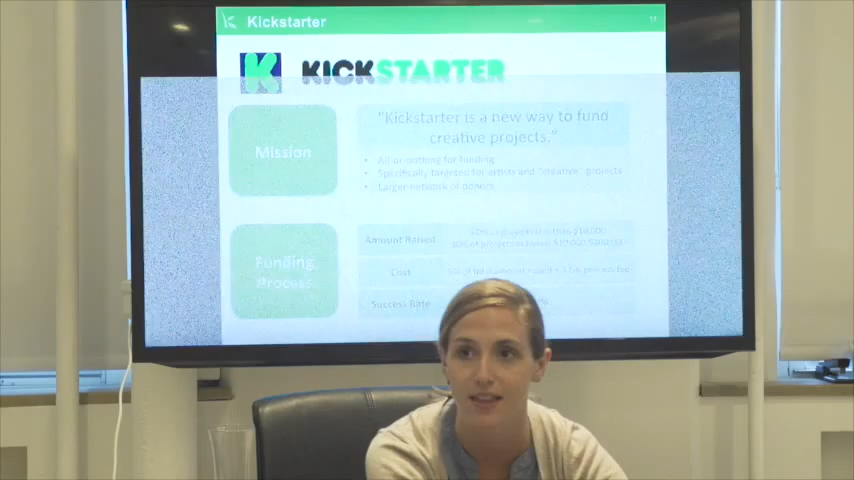 Kickstarter
11
KICKSTARTER
Mission
"Kickstarter is a new way to fund
creative projects."
• All-or-nothing for funding
• Specifically targeted for artists and "creative" projects
• Larger network of donors
Funding
Process
Amount Raised
Cost
Success Rate